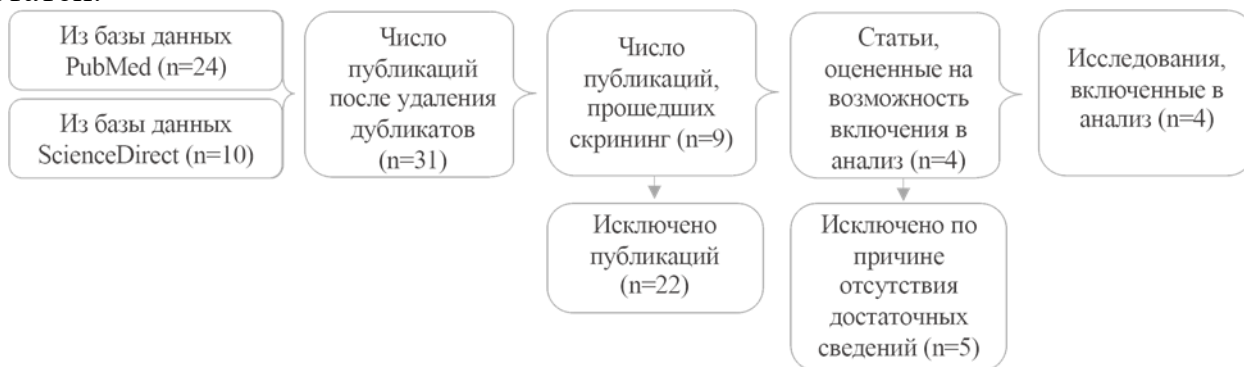 Из базы данных
PubMed (n=24)
Из базы данных
ScienceDirect (n=10)
Число
публикаций
после удаления
дубликатов
(n=31)
Число
публикаций,
прошедших
скрининг (n=9)
Исключено
публикаций
(n=22)
Статьи,
оцененные на
возможность
включения в
анализ (n=4)
Исключено по
причине
отсутствия
достаточных
сведений (n=5)
Исследования,
включенные в
анализ (n=4)